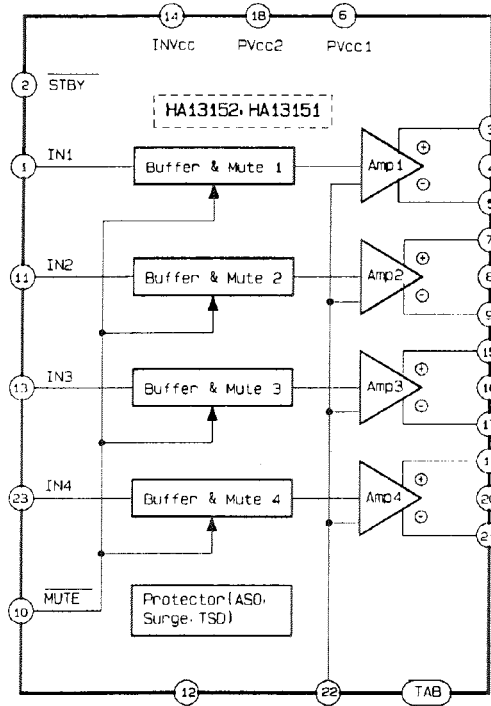 14 18 6
INVcc PVcc2 PVcc1
2 STBY
HA13152, HA13151
3
1 IN1 Buffer & Mute 1 Amp1 + 4
− 5
7
11 IN2 Buffer & Mute 2 Amp2 + 8
− 9
15
13 IN3 Buffer & Mute 3 Amp3 + 16
− 17
23 IN4 Buffer & Mute 4 Amp4 + 20
−
10 MUTE
Protector(ASO,
Surge, TSD)
12 22 TAB